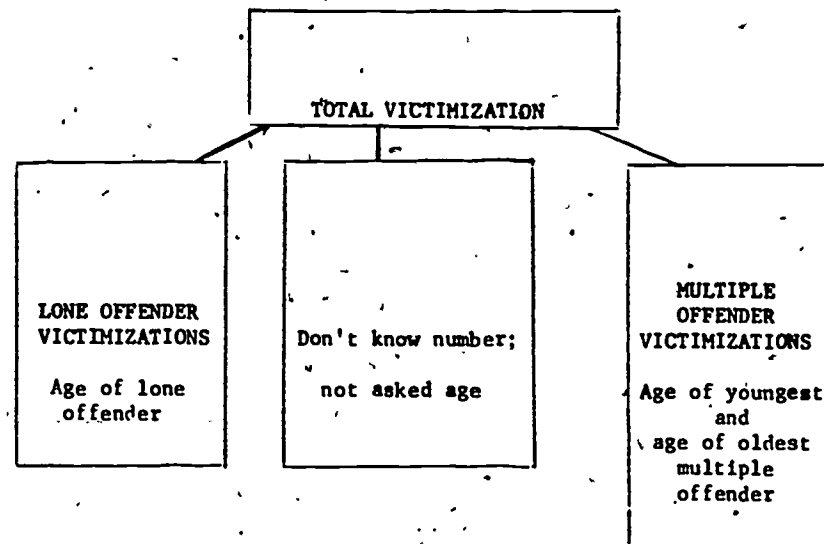 TOTAL VICTIMIZATION
LONE OFFENDER
VICTIMIZATIONS
Age of lone
offender
Don't know number;
not asked age
MULTIPLE
OFFENDER
VICTIMIZATIONS
Age of youngest
and
age of oldest
multiple
offender